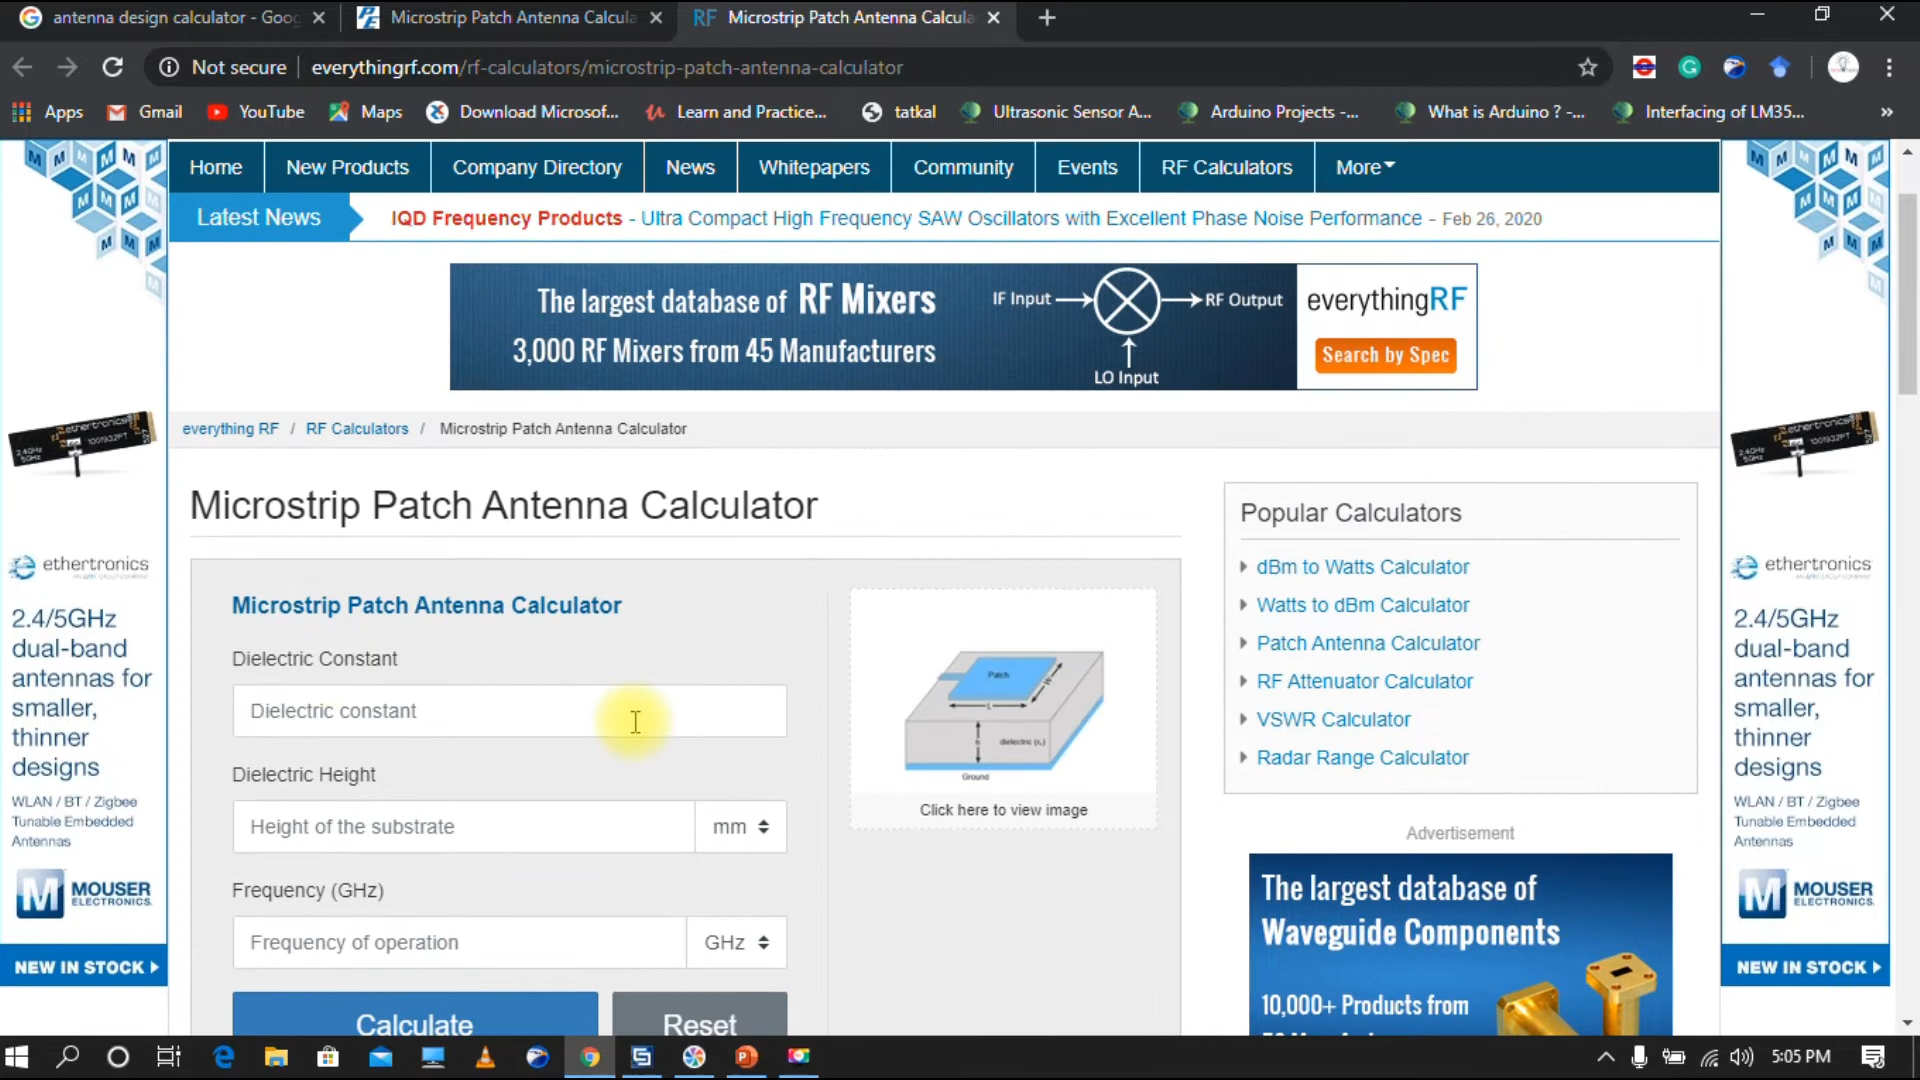 antenna design calculator - Goog
Microstrip Patch Antenna Calcula
RF Microstrip Patch Antenna Calcula
Not secure everythingrf.com/rf-calculators/microstrip-patch-antenna-calculator
Apps Gmail YouTube Maps Download Microsof... Learn and Practice... tatkal Ultrasonic Sensor A... Arduino Projects -... What is Arduino ? -... Interfacing of LM35... »
Home New Products Company Directory News Whitepapers Community Events RF Calculators More
Latest News IQD Frequency Products - Ultra Compact High Frequency SAW Oscillators with Excellent Phase Noise Performance - Feb 26, 2020
The largest database of RF Mixers
3,000 RF Mixers from 45 Manufacturers
IF Input RF Output
LO Input
everythingRF
Search by Spec
everything RF / RF Calculators / Microstrip Patch Antenna Calculator
Microstrip Patch Antenna Calculator
Microstrip Patch Antenna Calculator
Dielectric Constant
Dielectric constant
Dielectric Height
Height of the substrate mm
Frequency (GHz)
Frequency of operation GHz
Calculate Reset
Patch
W
L
h
dielectric (εr)
Ground
Click here to view image
Popular Calculators
dBm to Watts Calculator
Watts to dBm Calculator
Patch Antenna Calculator
RF Attenuator Calculator
VSWR Calculator
Radar Range Calculator
Advertisement
The largest database of
Waveguide Components
10,000+ Products from
ethertronics
2.4/5GHz
dual-band
antennas for
smaller,
thinner
designs
WLAN / BT / Zigbee
Tunable Embedded
Antennas
M MOUSER
ELECTRONICS
NEW IN STOCK
ethertronics
2.4/5GHz
dual-band
antennas for
smaller,
thinner
designs
WLAN / BT / Zigbee
Tunable Embedded
Antennas
M MOUSER
ELECTRONICS
NEW IN STOCK
5:05 PM